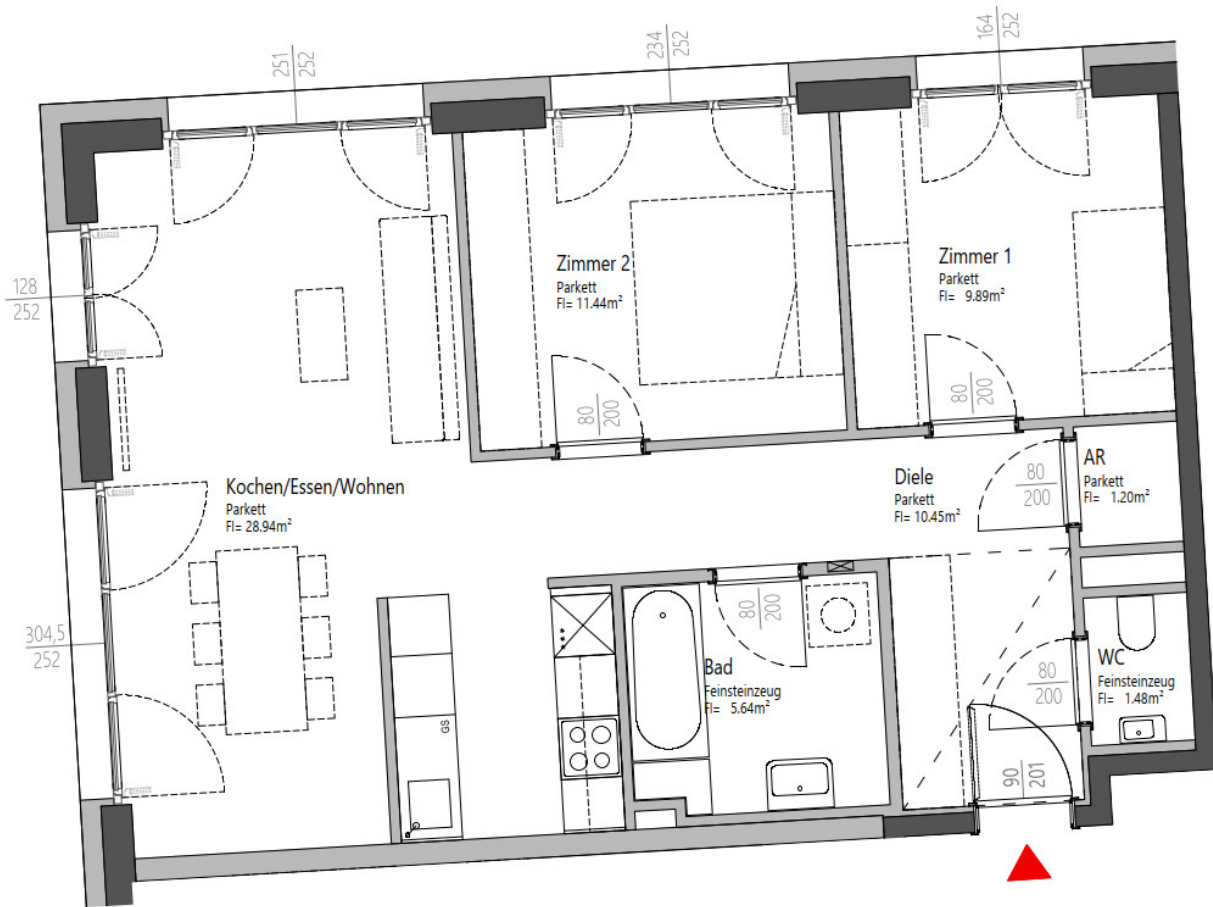 251
252
234
252
164
252
128
252
304,5
252
Zimmer 2
Parkett
Fl= 11.44m²
Zimmer 1
Parkett
Fl= 9.89m²
80
200
80
200
Kochen/Essen/Wohnen
Parkett
Fl= 28.94m²
Diele
Parkett
Fl= 10.45m²
80
200
AR
Parkett
Fl= 1.20m²
80
200
Bad
Feinsteinzeug
Fl= 5.64m²
80
200
WC
Feinsteinzeug
Fl= 1.48m²
GS
90
201